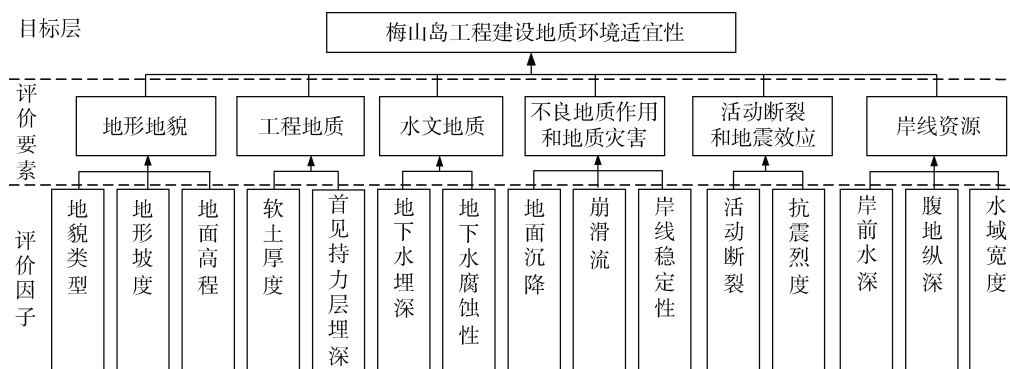 目标层
梅山岛工程建设地质环境适宜性
评价要素
地形地貌
工程地质
水文地质
不良地质作用
和地质灾害
活动断裂
和地震效应
岸线资源
评价因子
地貌类型
地形坡度
地面高程
软土厚度
首见持力层埋深
地下水埋深
地下水腐蚀性
地面沉降
崩滑流
岸线稳定性
活动断裂
抗震烈度
岸前水深
腹地纵深
水域宽度